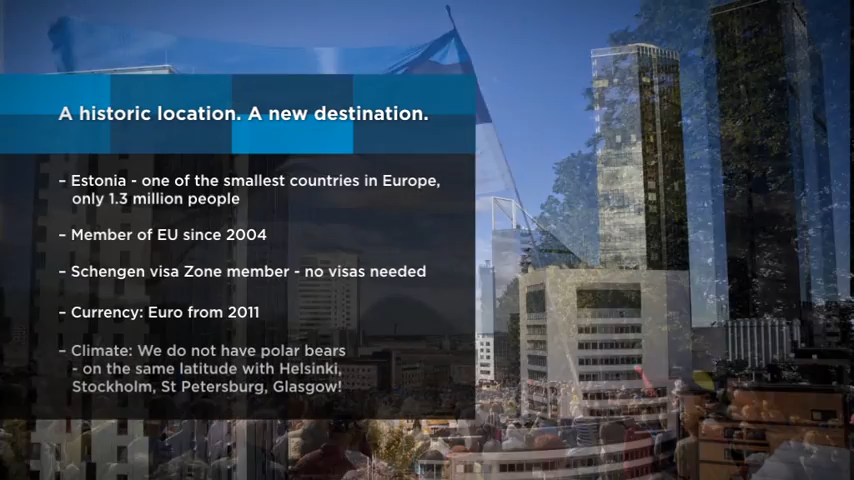 A historic location. A new destination.
– Estonia - one of the smallest countries in Europe,
only 1.3 million people
– Member of EU since 2004
– Schengen visa Zone member - no visas needed
– Currency: Euro from 2011
– Climate: We do not have polar bears
- on the same latitude with Helsinki,
Stockholm, St Petersburg, Glasgow!